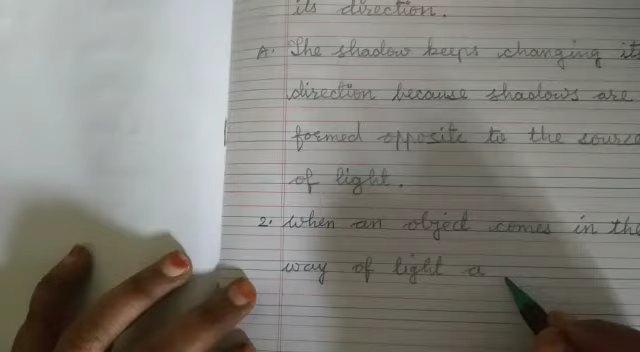 its direction.
A. The shadow keeps changing its
direction because shadows are
formed opposite to the source
of light.
2. When an object comes in the
way of light a